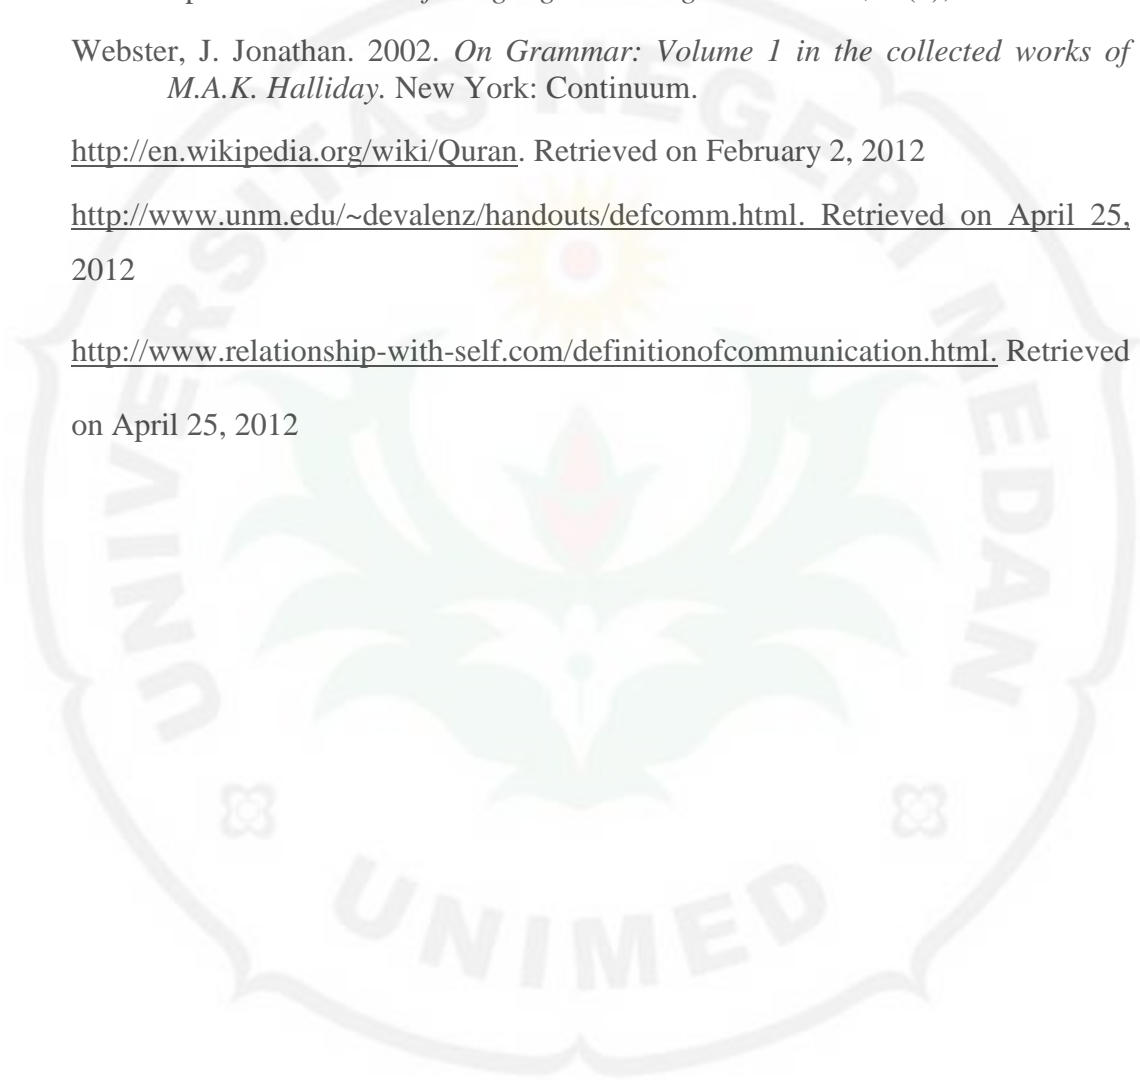 Webster, J. Jonathan. 2002. On Grammar: Volume 1 in the collected works of
M.A.K. Halliday. New York: Continuum.
http://en.wikipedia.org/wiki/Quran. Retrieved on February 2, 2012
http://www.unm.edu/~devalenz/handouts/defcomm.html. Retrieved on April 25,
2012
http://www.relationship-with-self.com/definitionofcommunication.html. Retrieved
on April 25, 2012
UNIVERSITAS NEGERI MEDAN
UNIMED